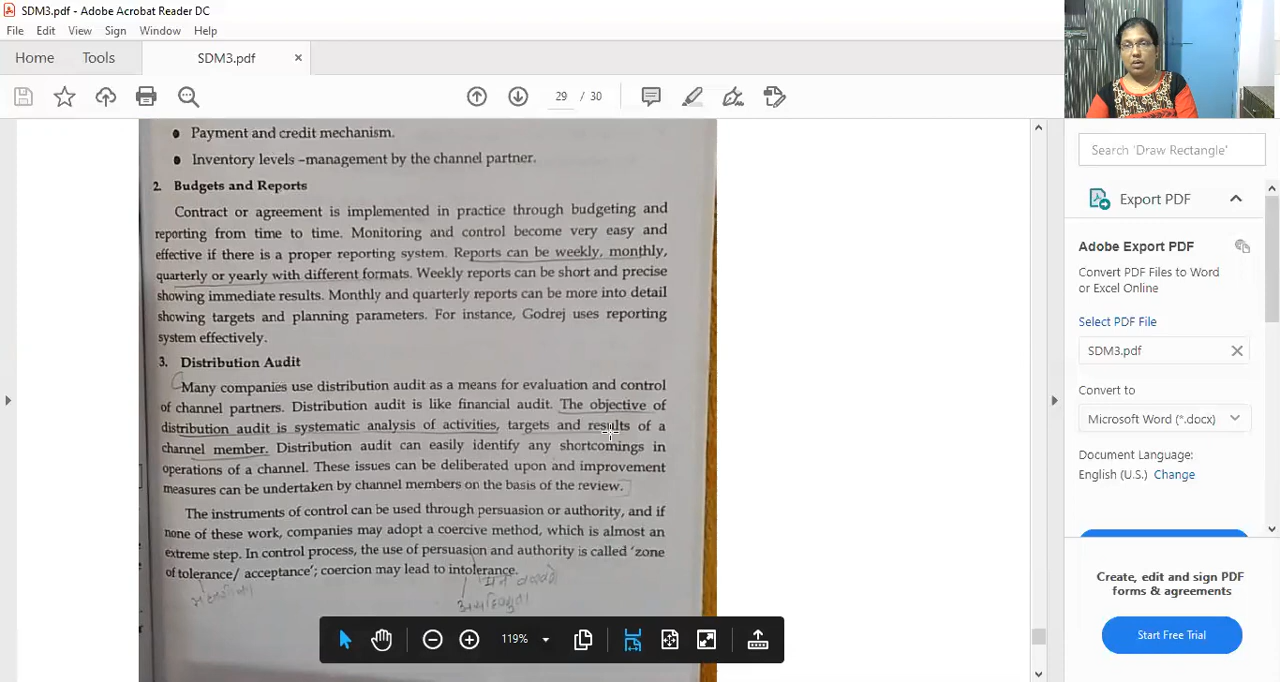 SDM3.pdf - Adobe Acrobat Reader DC
File Edit View Sign Window Help
Home Tools SDM3.pdf ×
29 / 30
• Payment and credit mechanism.
• Inventory levels –management by the channel partner.
2. Budgets and Reports
Contract or agreement is implemented in practice through budgeting and
reporting from time to time. Monitoring and control become very easy and
effective if there is a proper reporting system. Reports can be weekly, monthly,
quarterly or yearly with different formats. Weekly reports can be short and precise
showing immediate results. Monthly and quarterly reports can be more into detail
showing targets and planning parameters. For instance, Godrej uses reporting
system effectively.
3. Distribution Audit
Many companies use distribution audit as a means for evaluation and control
of channel partners. Distribution audit is like financial audit. The objective of
distribution audit is systematic analysis of activities, targets and results of a
channel member. Distribution audit can easily identify any shortcomings in
operations of a channel. These issues can be deliberated upon and improvement
measures can be undertaken by channel members on the basis of the review.
The instruments of control can be used through persuasion or authority, and if
none of these work, companies may adopt a coercive method, which is almost an
extreme step. In control process, the use of persuasion and authority is called 'zone
of tolerance/ acceptance'; coercion may lead to intolerance.
119%
Search 'Draw Rectangle'
Export PDF
Adobe Export PDF
Convert PDF Files to Word
or Excel Online
Select PDF File
SDM3.pdf
Convert to
Microsoft Word (*.docx)
Document Language:
English (U.S.) Change
Create, edit and sign PDF
forms & agreements
Start Free Trial